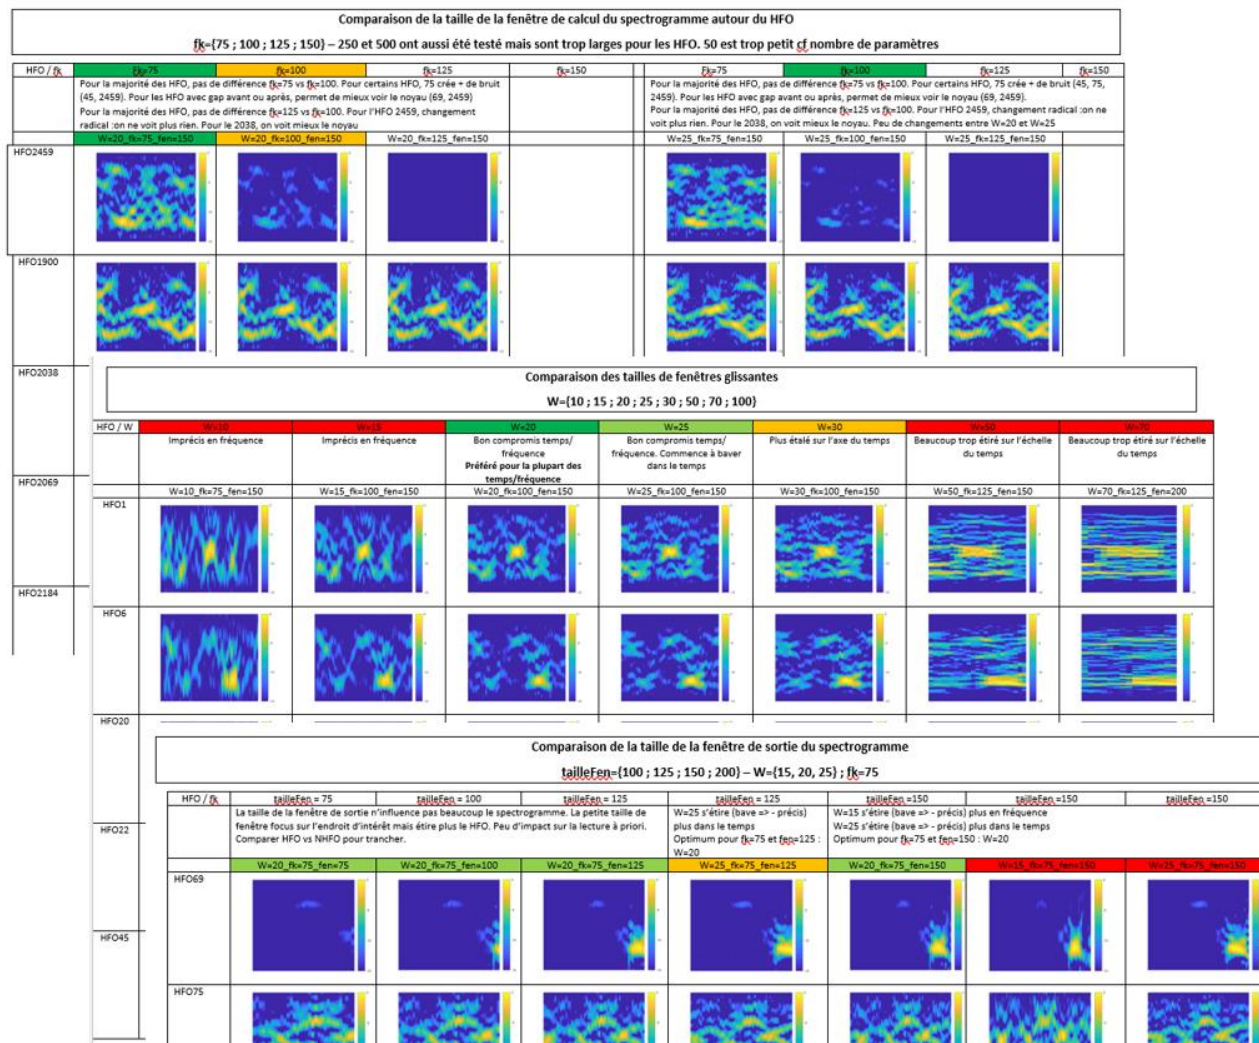 Comparaison de la taille de la fenêtre de calcul du spectrogramme autour du HFO
fk={75 ; 100 ; 125 ; 150} – 250 et 500 ont aussi été testé mais sont trop larges pour les HFO. 50 est trop petit cf nombre de paramètres
HFO / fk Fk=75 fk=100 fk=125 fk=150 Fk=75 fk=100 fk=125 fk=150
Pour la majorité des HFO, pas de différence fk=75 vs fk=100. Pour certains HFO, 75 crée + de bruit
(45, 2459). Pour les HFO avec gap avant ou après, permet de mieux voir le noyau (69, 2459)
Pour la majorité des HFO, pas de différence fk=125 vs fk=100. Pour l'HFO 2459, changement
radical :on ne voit plus rien. Pour le 2038, on voit mieux le noyau
Pour la majorité des HFO, pas de différence fk=75 vs fk=100. Pour certains HFO, 75 crée + de bruit (45, 75,
2459). Pour les HFO avec gap avant ou après, permet de mieux voir le noyau (69, 2459).
Pour la majorité des HFO, pas de différence fk=125 vs fk=100. Pour l'HFO 2459, changement radical :on ne
voit plus rien. Pour le 2038, on voit mieux le noyau. Peu de changements entre W=20 et W=25
W=20_fk=75_fen=150 W=20_fk=100_fen=150 W=20_fk=125_fen=150 W=25_fk=75_fen=150 W=25_fk=100_fen=150 W=25_fk=125_fen=150
HFO2459
HFO1900
HFO2038
HFO2069
HFO2184
Comparaison des tailles de fenêtres glissantes
W={10 ; 15 ; 20 ; 25 ; 30 ; 50 ; 70 ; 100}
HFO / W W=10 W=15 W=20 W=25 W=30 W=50 W=70
Imprécis en fréquence
Imprécis en fréquence
Bon compromis temps/
fréquence
Préféré pour la plupart des
temps/fréquence
Bon compromis temps/
fréquence. Commence à baver
dans le temps
Plus étalé sur l'axe du temps
Beaucoup trop étiré sur l'échelle
du temps
Beaucoup trop étiré sur l'échelle
du temps
W=10_fk=75_fen=150 W=15_fk=100_fen=150 W=20_fk=100_fen=150 W=25_fk=100_fen=150 W=30_fk=100_fen=150 W=50_fk=125_fen=150 W=70_fk=125_fen=200
HFO1
HFO6
HFO20
HFO22
HFO45
Comparaison de la taille de la fenêtre de sortie du spectrogramme
tailleFen={100 ; 125 ; 150 ; 200} – W={15, 20, 25} ; fk=75
HFO / fk tailleFen = 75 tailleFen = 100 tailleFen = 125 tailleFen = 125 tailleFen =150 tailleFen =150 tailleFen =150
La taille de la fenêtre de sortie n'influence pas beaucoup le spectrogramme. La petite taille de
fenêtre focus sur l'endroit d'intérêt mais étire plus le HFO. Peu d'impact sur la lecture à priori.
Comparer HFO vs NHFO pour trancher.
W=25 s'étire (bave => - précis)
plus dans le temps
Optimum pour fk=75 et fen=125 :
W=20
W=15 s'étire (bave => - précis) plus en fréquence
W=25 s'étire (bave => - précis) plus dans le temps
Optimum pour fk=75 et fen=150 : W=20
W=20_fk=75_fen=75 W=20_fk=75_fen=100 W=20_fk=75_fen=125 W=25_fk=75_fen=125 W=20_fk=75_fen=150 W=15_fk=75_fen=150 W=25_fk=75_fen=150
HFO69
HFO75